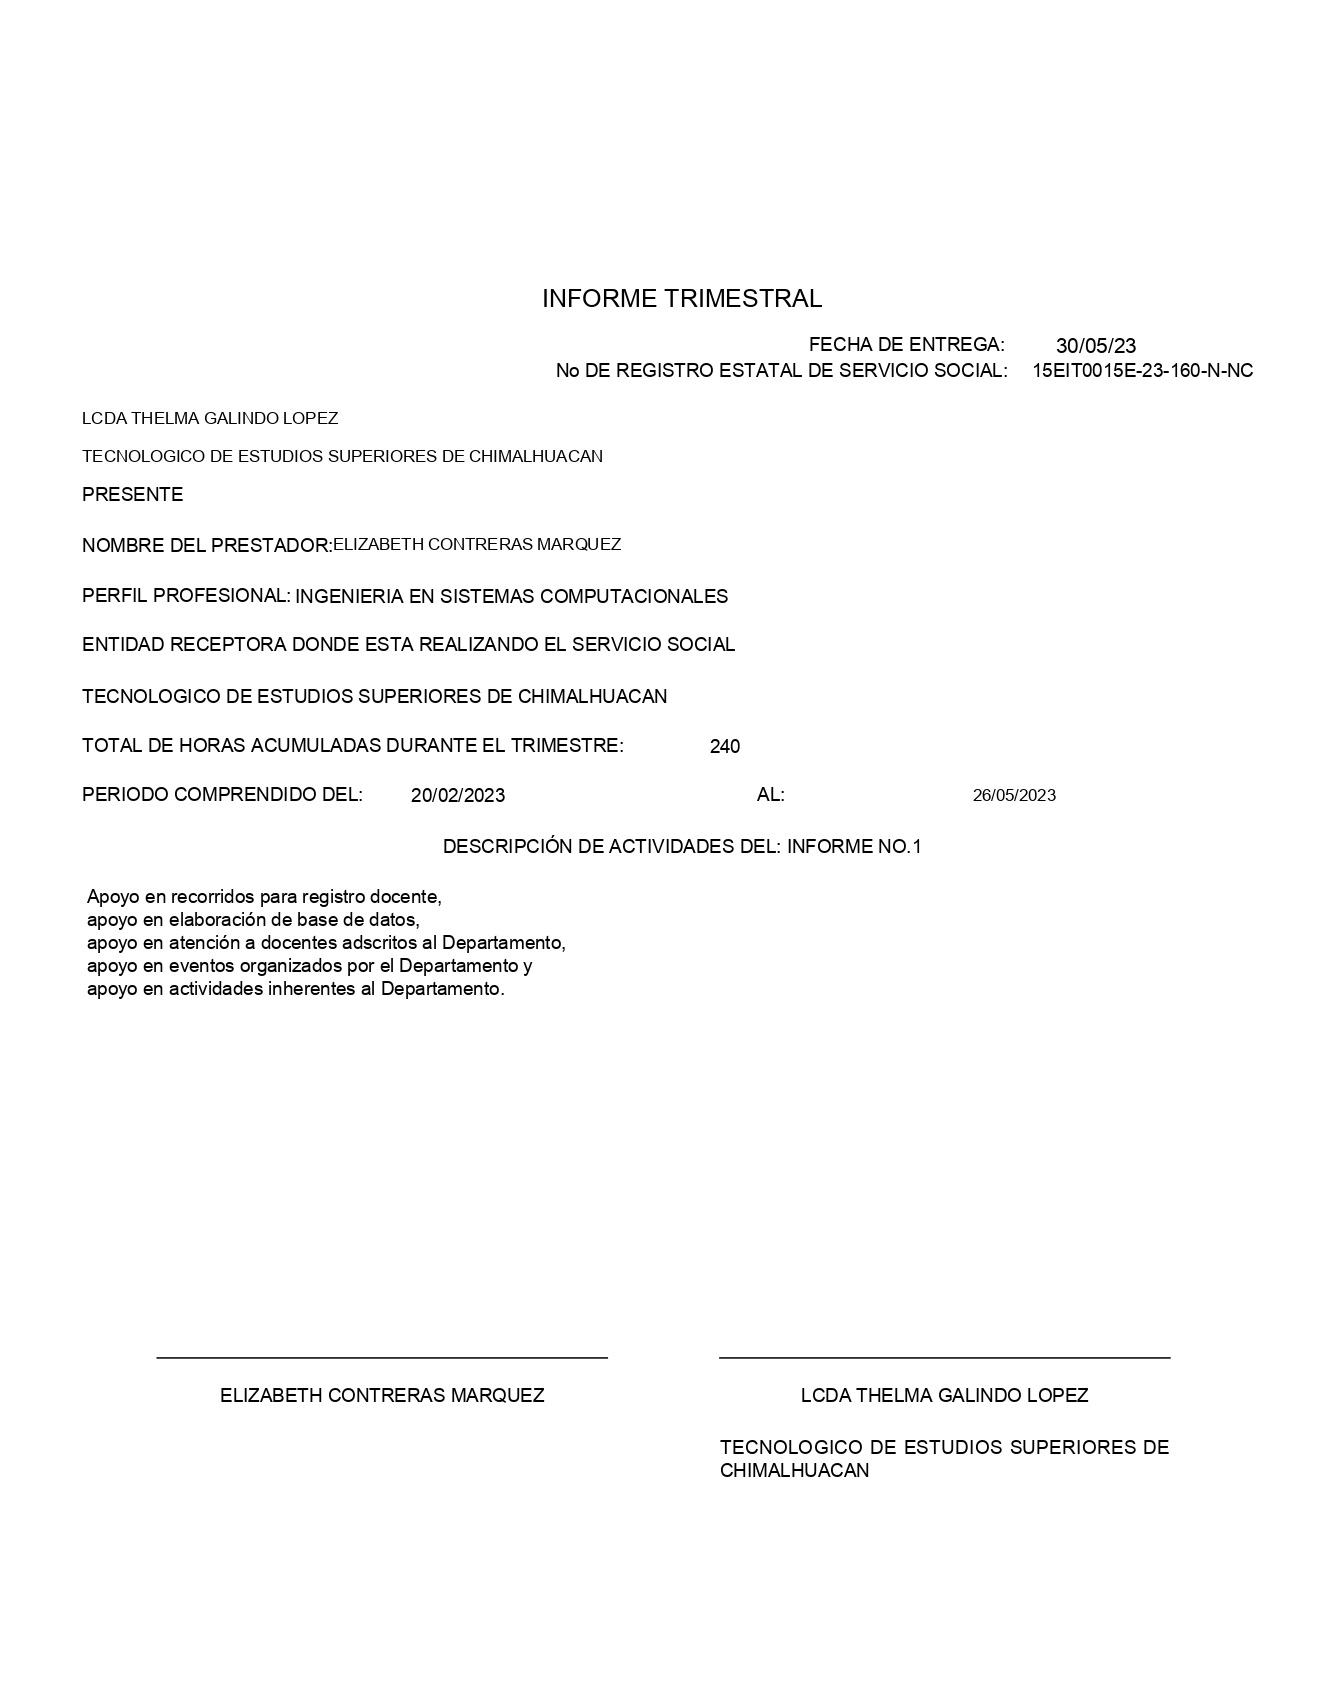 INFORME TRIMESTRAL
FECHA DE ENTREGA: 30/05/23
No DE REGISTRO ESTATAL DE SERVICIO SOCIAL: 15EIT0015E-23-160-N-NC
LCDA THELMA GALINDO LOPEZ
TECNOLOGICO DE ESTUDIOS SUPERIORES DE CHIMALHUACAN
PRESENTE
NOMBRE DEL PRESTADOR:ELIZABETH CONTRERAS MARQUEZ
PERFIL PROFESIONAL: INGENIERIA EN SISTEMAS COMPUTACIONALES
ENTIDAD RECEPTORA DONDE ESTA REALIZANDO EL SERVICIO SOCIAL
TECNOLOGICO DE ESTUDIOS SUPERIORES DE CHIMALHUACAN
TOTAL DE HORAS ACUMULADAS DURANTE EL TRIMESTRE: 240
PERIODO COMPRENDIDO DEL: 20/02/2023 AL: 26/05/2023
DESCRIPCIÓN DE ACTIVIDADES DEL: INFORME NO.1
Apoyo en recorridos para registro docente,
apoyo en elaboración de base de datos,
apoyo en atención a docentes adscritos al Departamento,
apoyo en eventos organizados por el Departamento y
apoyo en actividades inherentes al Departamento.
ELIZABETH CONTRERAS MARQUEZ
LCDA THELMA GALINDO LOPEZ
TECNOLOGICO DE ESTUDIOS SUPERIORES DE
CHIMALHUACAN